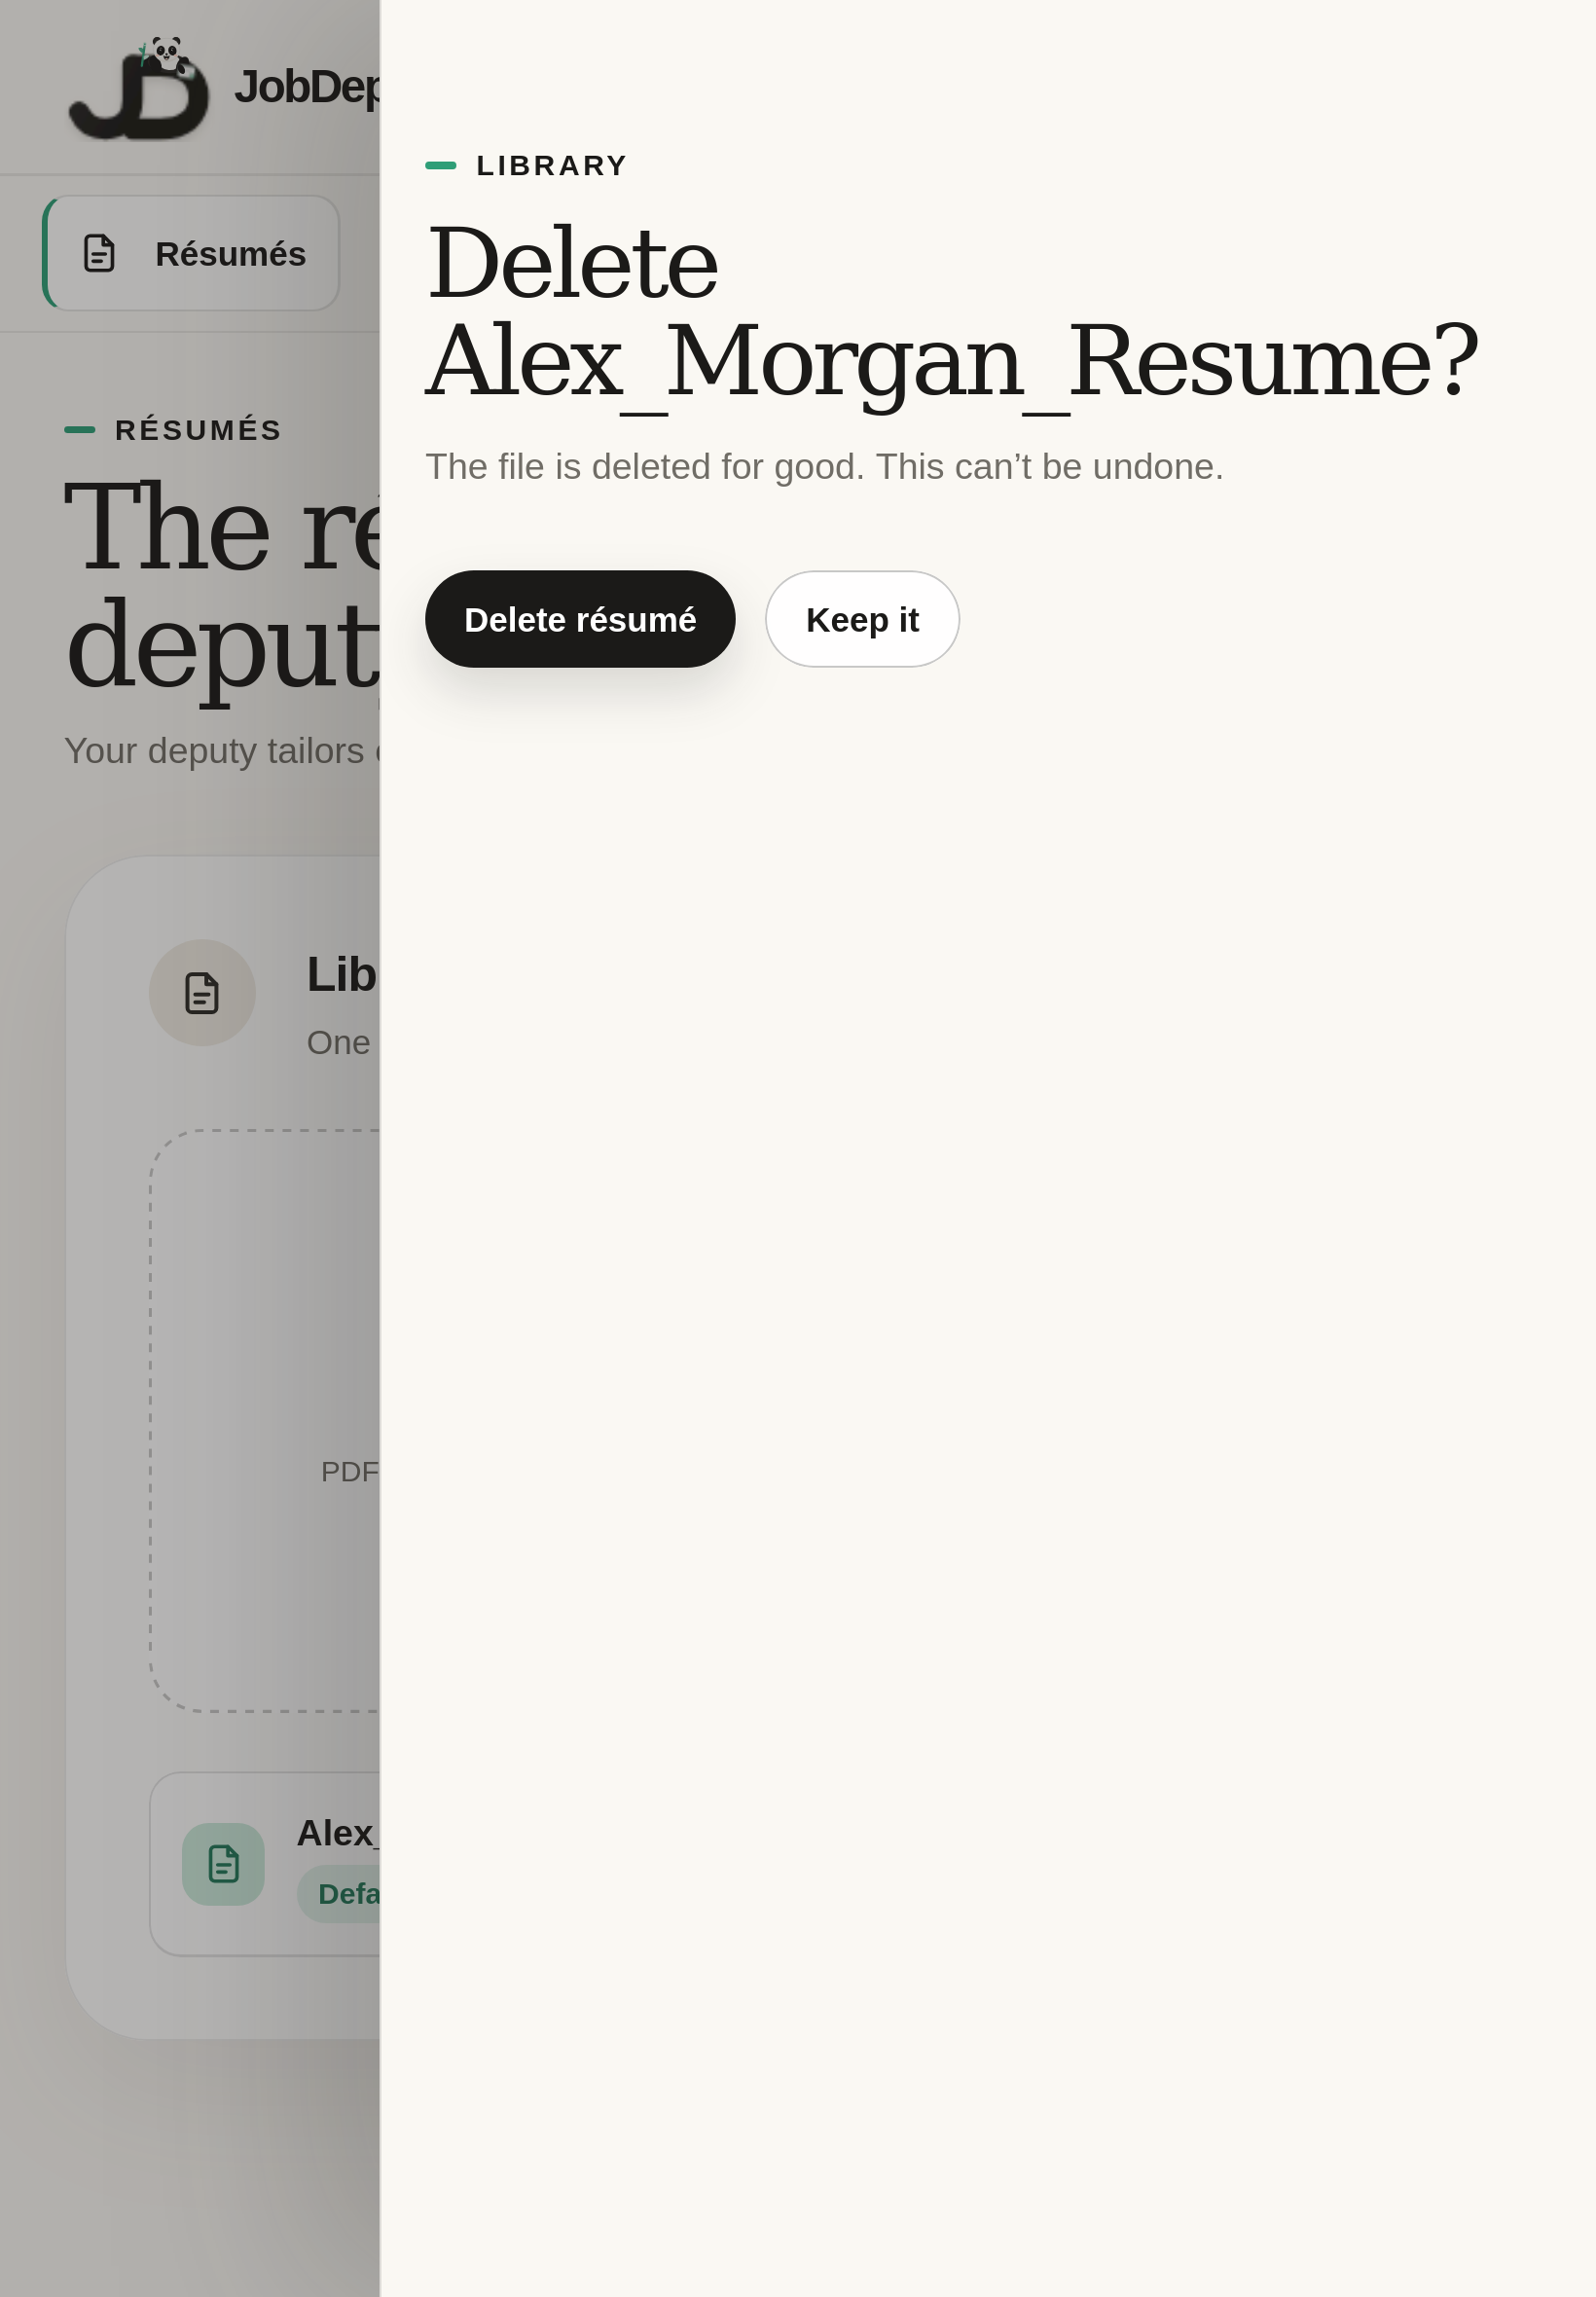 JobDep
Résumés
RÉSUMÉS
The ré
deput
Your deputy tailors
Lib
One
PDF
Alex_
Defa
LIBRARY
Delete
Alex_Morgan_Resume?
The file is deleted for good. This can’t be undone.
Delete résumé
Keep it